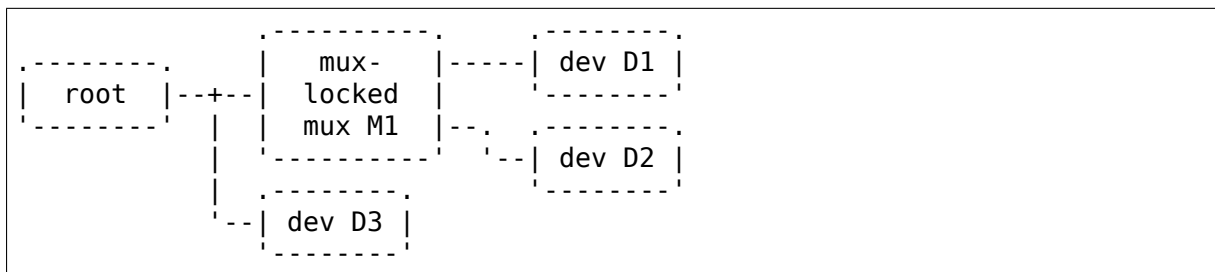 .----------.     .--------.
.--------.     |   mux-   |-----| dev D1 |
|  root  |--+--|  locked  |     '--------'
'--------'  |  |  mux M1  |--.  .--------.
|  '----------'  '--| dev D2 |
|  .--------.       '--------'
'--| dev D3 |
'--------'